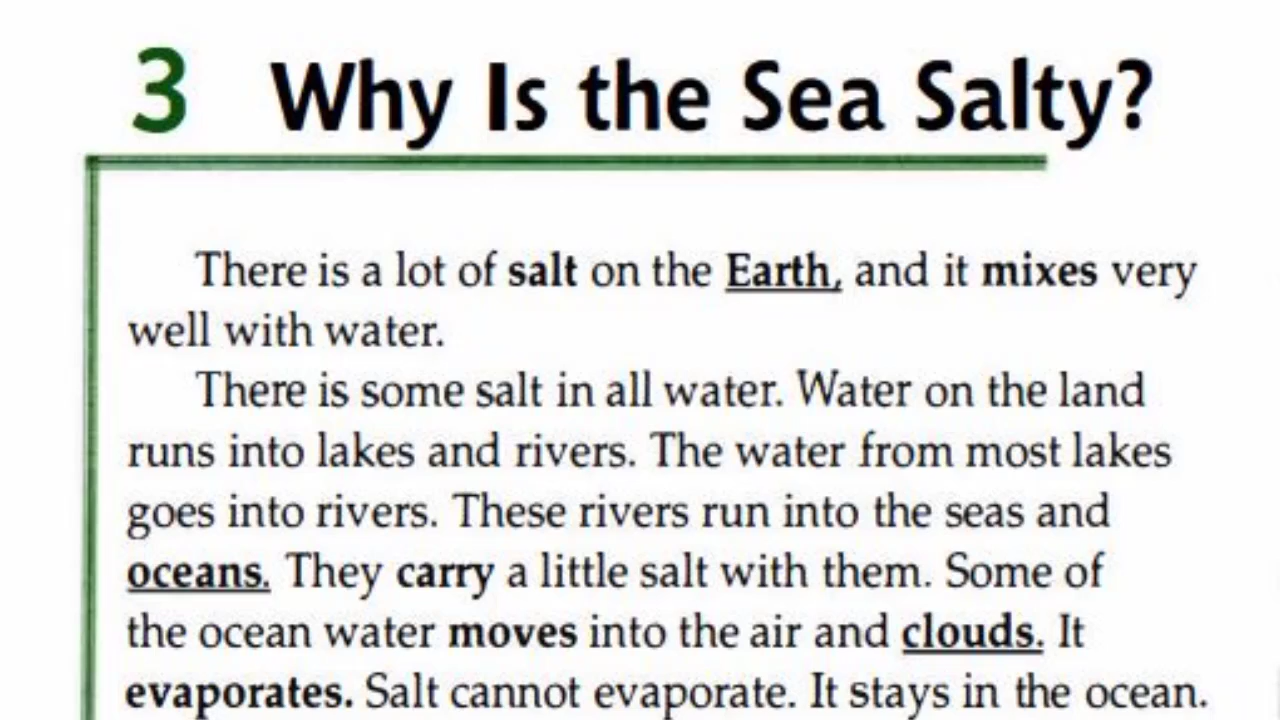 3 Why Is the Sea Salty?
There is a lot of salt on the Earth, and it mixes very
well with water.
There is some salt in all water. Water on the land
runs into lakes and rivers. The water from most lakes
goes into rivers. These rivers run into the seas and
oceans. They carry a little salt with them. Some of
the ocean water moves into the air and clouds. It
evaporates. Salt cannot evaporate. It stays in the ocean.